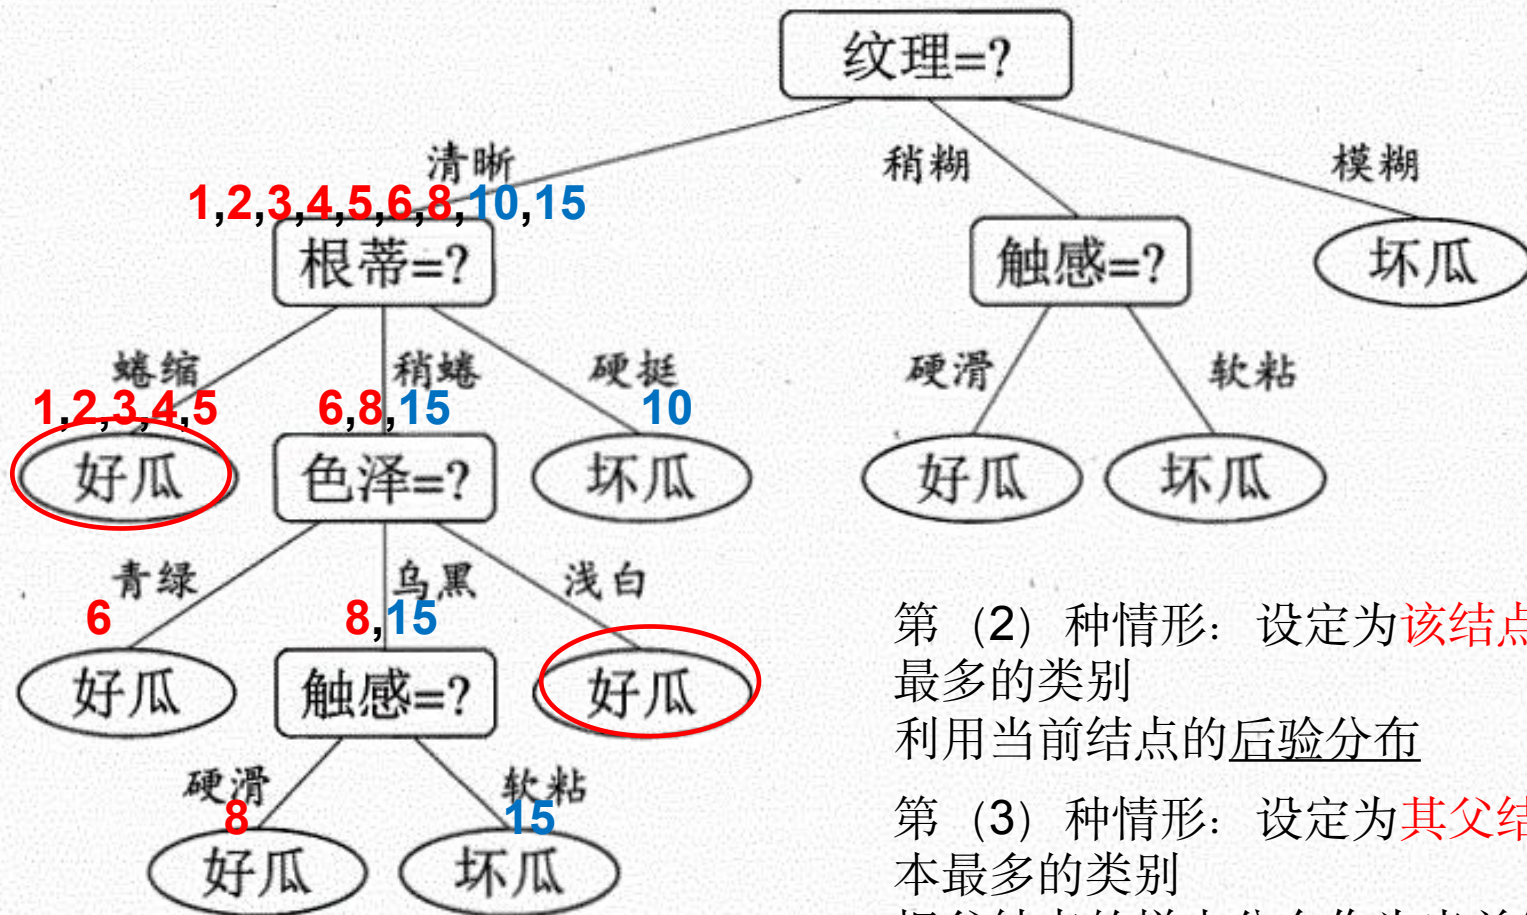 纹理=?
清晰
稍糊
模糊
1,2,3,4,5,6,8,10,15
根蒂=?
触感=?
坏瓜
蜷缩
稍蜷
硬挺
硬滑
软粘
1,2,3,4,5
6,8,15
10
好瓜
色泽=?
坏瓜
好瓜
坏瓜
青绿
乌黑
浅白
6
8,15
好瓜
触感=?
好瓜
硬滑
软粘
8
15
好瓜
坏瓜
第（2）种情形：设定为该结点
最多的类别
利用当前结点的后验分布
第（3）种情形：设定为其父结
本最多的类别